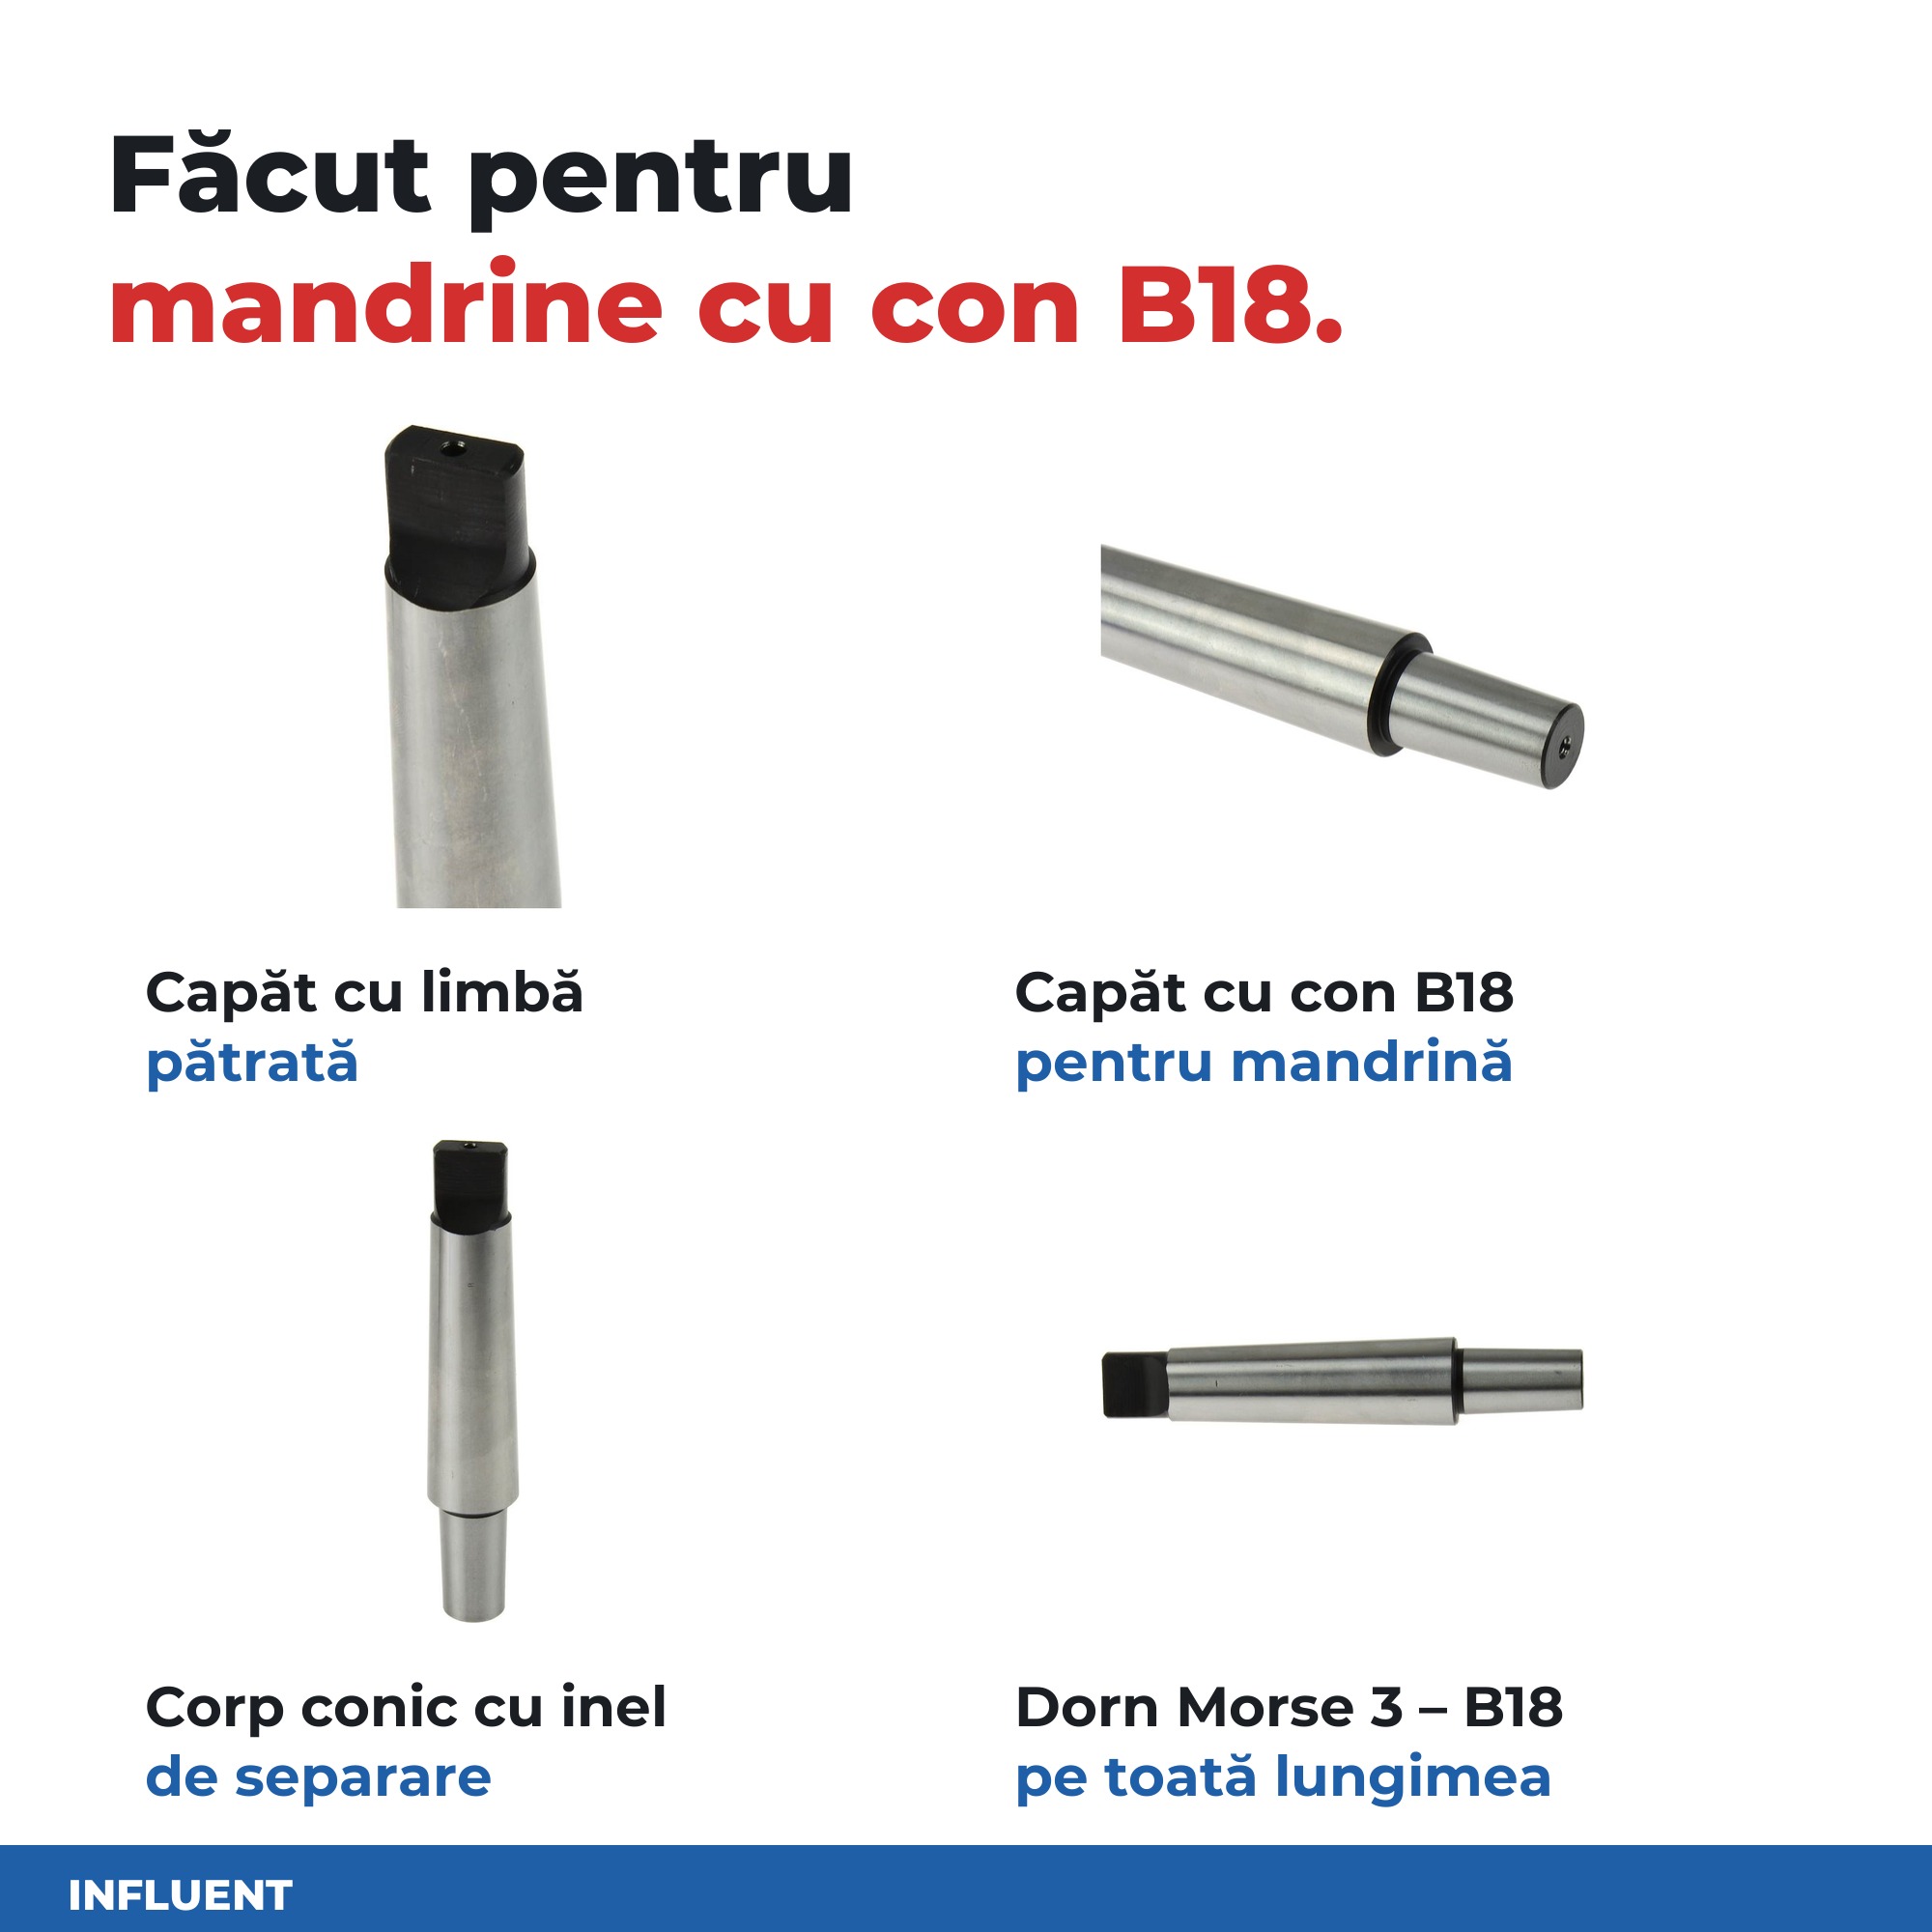 Făcut pentru
mandrine cu con B18.
Capăt cu limbă
pătrată
Capăt cu con B18
pentru mandrină
Corp conic cu inel
de separare
Dorn Morse 3 – B18
pe toată lungimea
INFLUENT